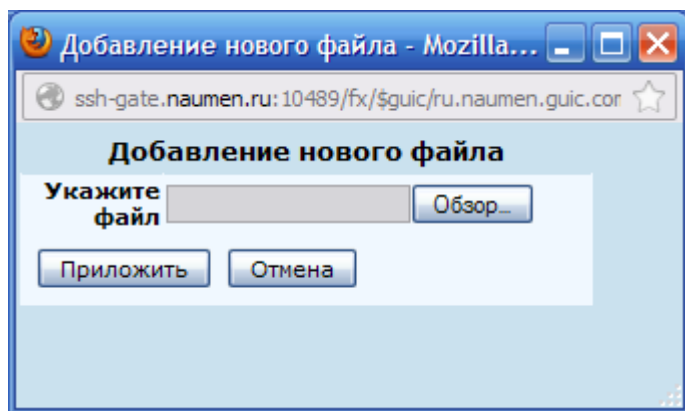 Добавление нового файла - Mozilla...
ssh-gate.naumen.ru:10489/fx/$guic/ru.naumen.guic.cor
Добавление нового файла
Укажите
файл
Обзор...
Приложить Отмена